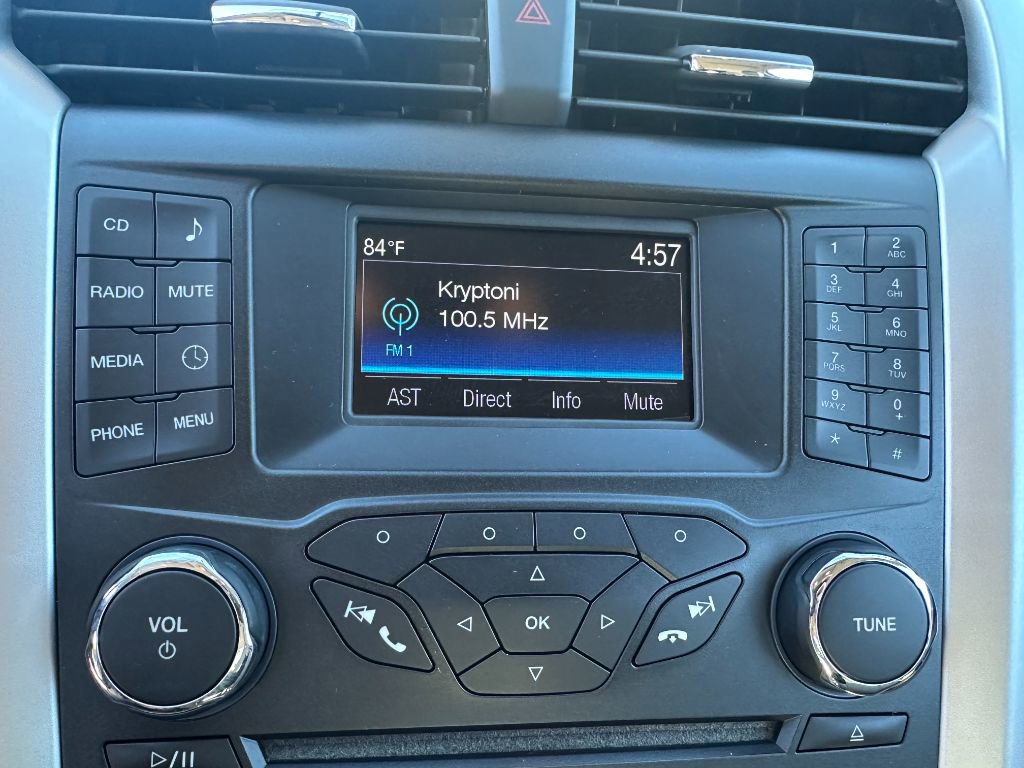 84°F 4:57
Kryptoni
100.5 MHz
FM 1
AST Direct Info Mute
CD
RADIO MUTE
MEDIA
PHONE MENU
1 2 ABC
3 DEF 4 GHI
5 JKL 6 MNO
7 PQRS 8 TUV
9 WXYZ 0 +
* #
VOL
OK
TUNE